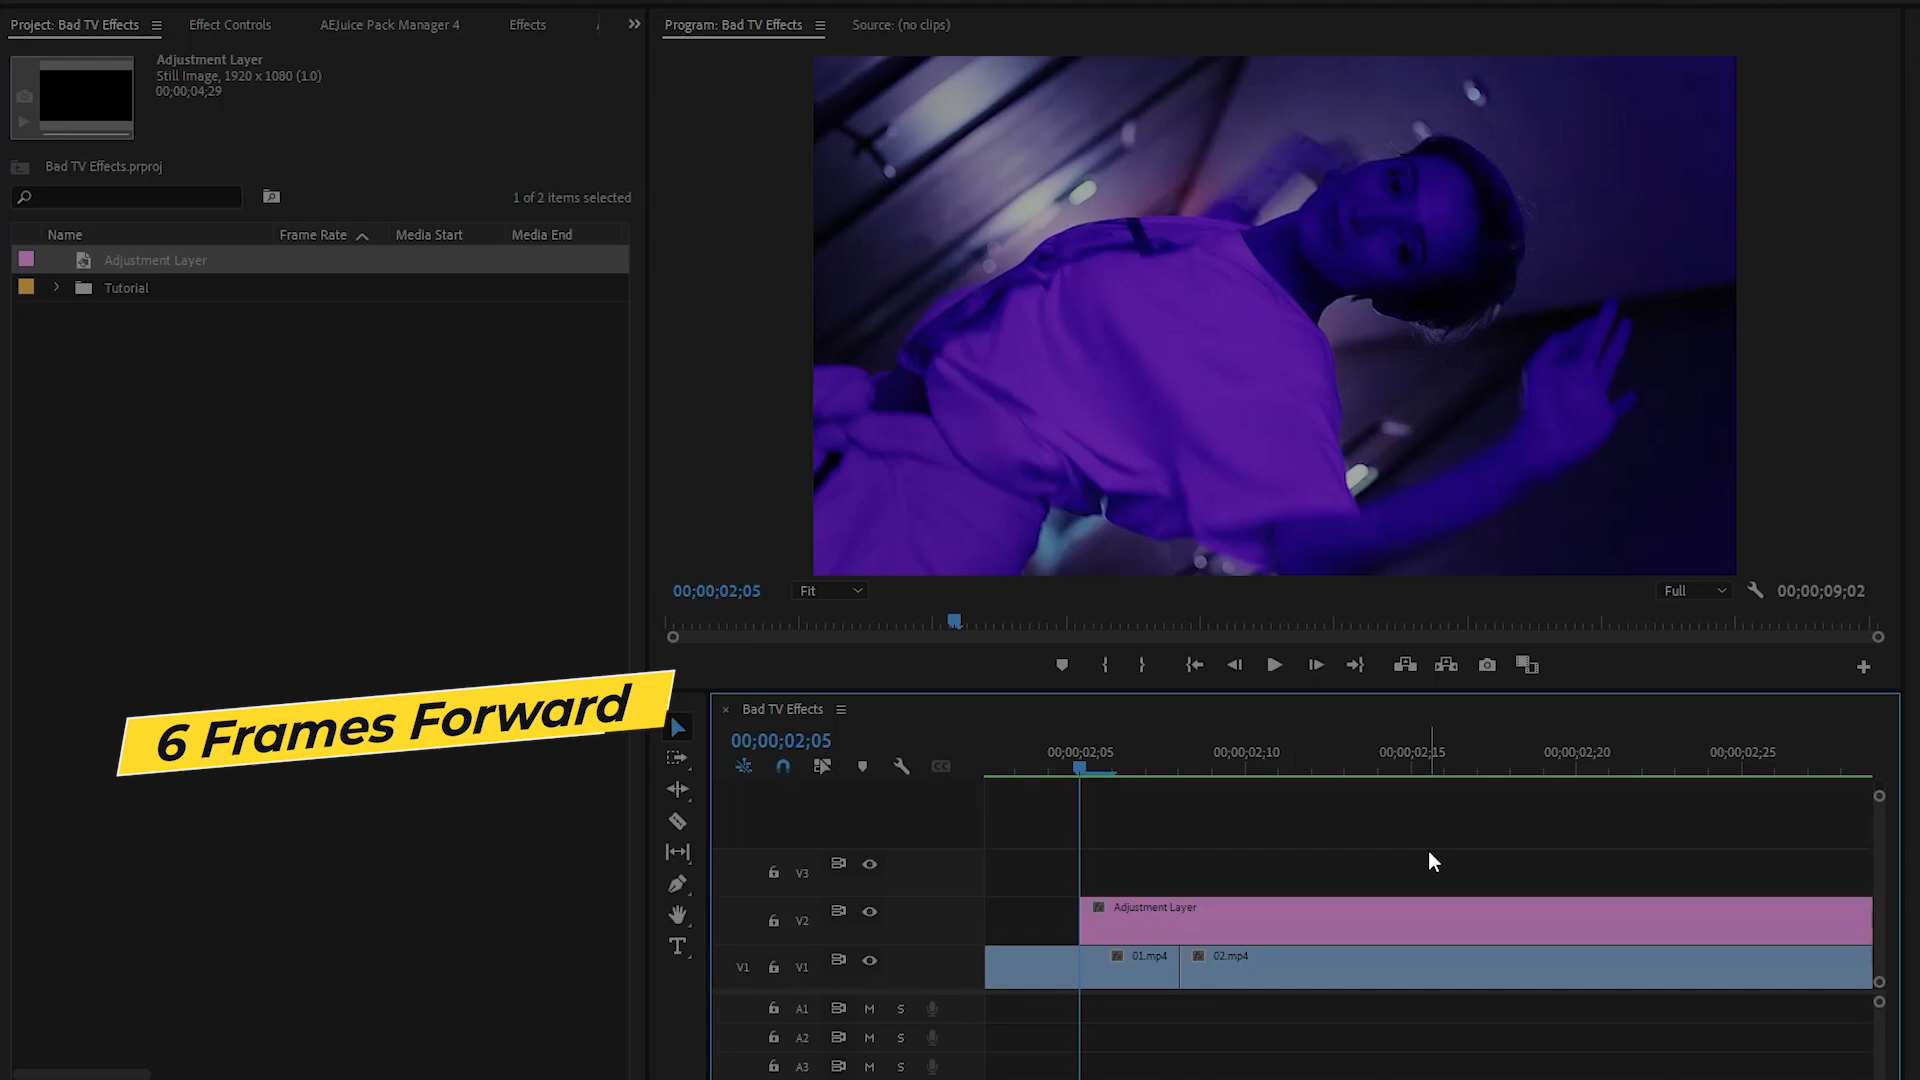 Project: Bad TV Effects
Effect Controls
AEJuice Pack Manager 4
Effects
Program: Bad TV Effects
Source: (no clips)
Adjustment Layer
Still Image, 1920 x 1080 (1.0)
00;00;04;29
Bad TV Effects.prproj
1 of 2 items selected
Name
Frame Rate
Media Start
Media End
Adjustment Layer
Tutorial
00;00;02;05
Fit
Full
00;00;09;02
6 Frames Forward
Bad TV Effects
00;00;02;05
00;00;02;05
00;00;02;10
00;00;02;15
00;00;02;20
00;00;02;25
CC
V3
V2
Adjustment Layer
V1
V1
01.mp4
02.mp4
A1
M
S
A2
M
S
A3
M
S